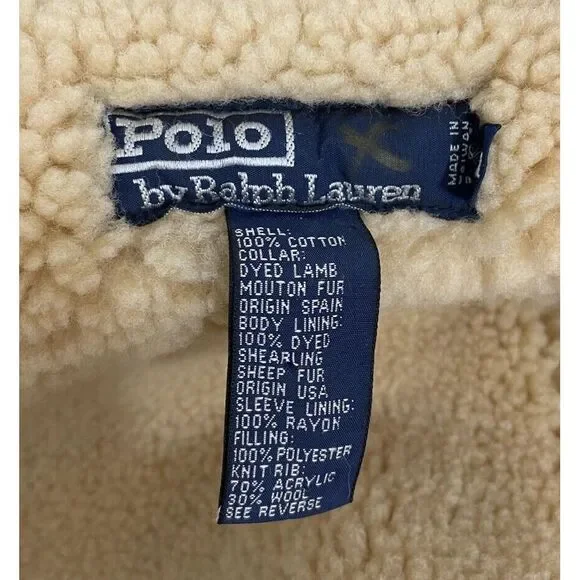 Polo
by Ralph Lauren
MADE IN
TAIWAN
SHELL:
100% COTTON
COLLAR:
DYED LAMB
MOUTON FUR
ORIGIN SPAIN
BODY LINING:
100% DYED
SHEARLING
SHEEP FUR
ORIGIN USA
SLEEVE LINING:
100% RAYON
FILLING:
100% POLYESTER
KNIT RIB:
70% ACRYLIC
30% WOOL
SEE REVERSE